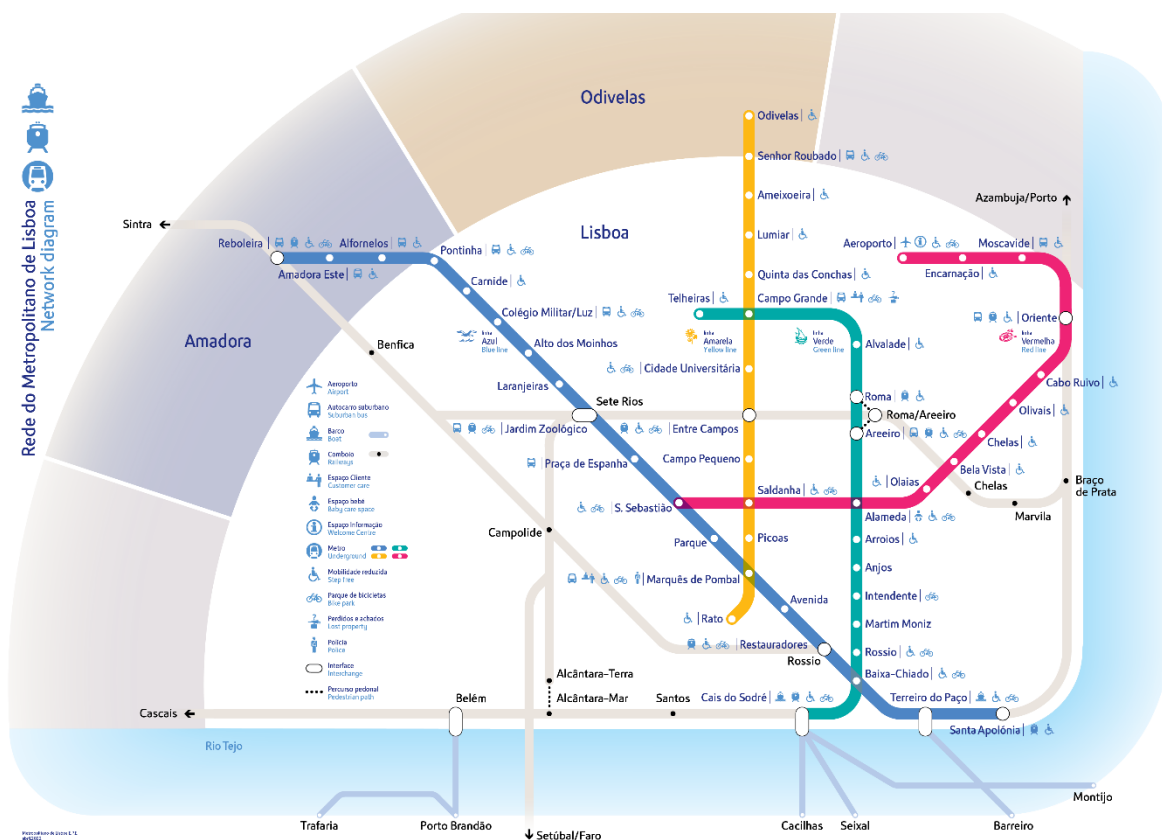 Rede do Metropolitano de Lisboa
Network diagram
Odivelas
Lisboa
Amadora
Odivelas
Senhor Roubado
Ameixoeira
Lumiar
Quinta das Conchas
Campo Grande
Telheiras
Cidade Universitária
Entre Campos
Campo Pequeno
Saldanha
Picoas
Marquês de Pombal
Rato
Azambuja/Porto
Aeroporto
Moscavide
Encarnação
Oriente
Cabo Ruivo
Olivais
Chelas
Bela Vista
Olaias
Chelas
Marvila
Braço
de Prata
Sintra
Reboleira
Alfornelos
Pontinha
Amadora Este
Carnide
Colégio Militar/Luz
Alto dos Moinhos
Laranjeiras
Sete Rios
Jardim Zoológico
Praça de Espanha
S. Sebastião
Parque
Avenida
Restauradores
Rossio
Benfica
Campolide
linha
Azul
Blue line
linha
Amarela
Yellow line
linha
Verde
Green line
linha
Vermelha
Red line
Alvalade
Roma
Roma/Areeiro
Areeiro
Alameda
Arroios
Anjos
Intendente
Martim Moniz
Rossio
Baixa-Chiado
Cais do Sodré
Terreiro do Paço
Santa Apolónia
Aeroporto
Airport
Autocarro suburbano
Suburban bus
Barco
Boat
Comboio
Railways
Espaço Cliente
Customer care
Espaço bebé
Baby care space
Espaço Informação
Welcome Centre
Metro
Underground
Mobilidade reduzida
Step free
Parque de bicicletas
Bike park
Perdidos e achados
Lost property
Polícia
Police
Interface
Interchange
Percurso pedonal
Pedestrian path
Alcântara-Terra
Alcântara-Mar
Belém
Santos
Cascais
Rio Tejo
Trafaria
Porto Brandão
Setúbal/Faro
Cacilhas
Seixal
Barreiro
Montijo